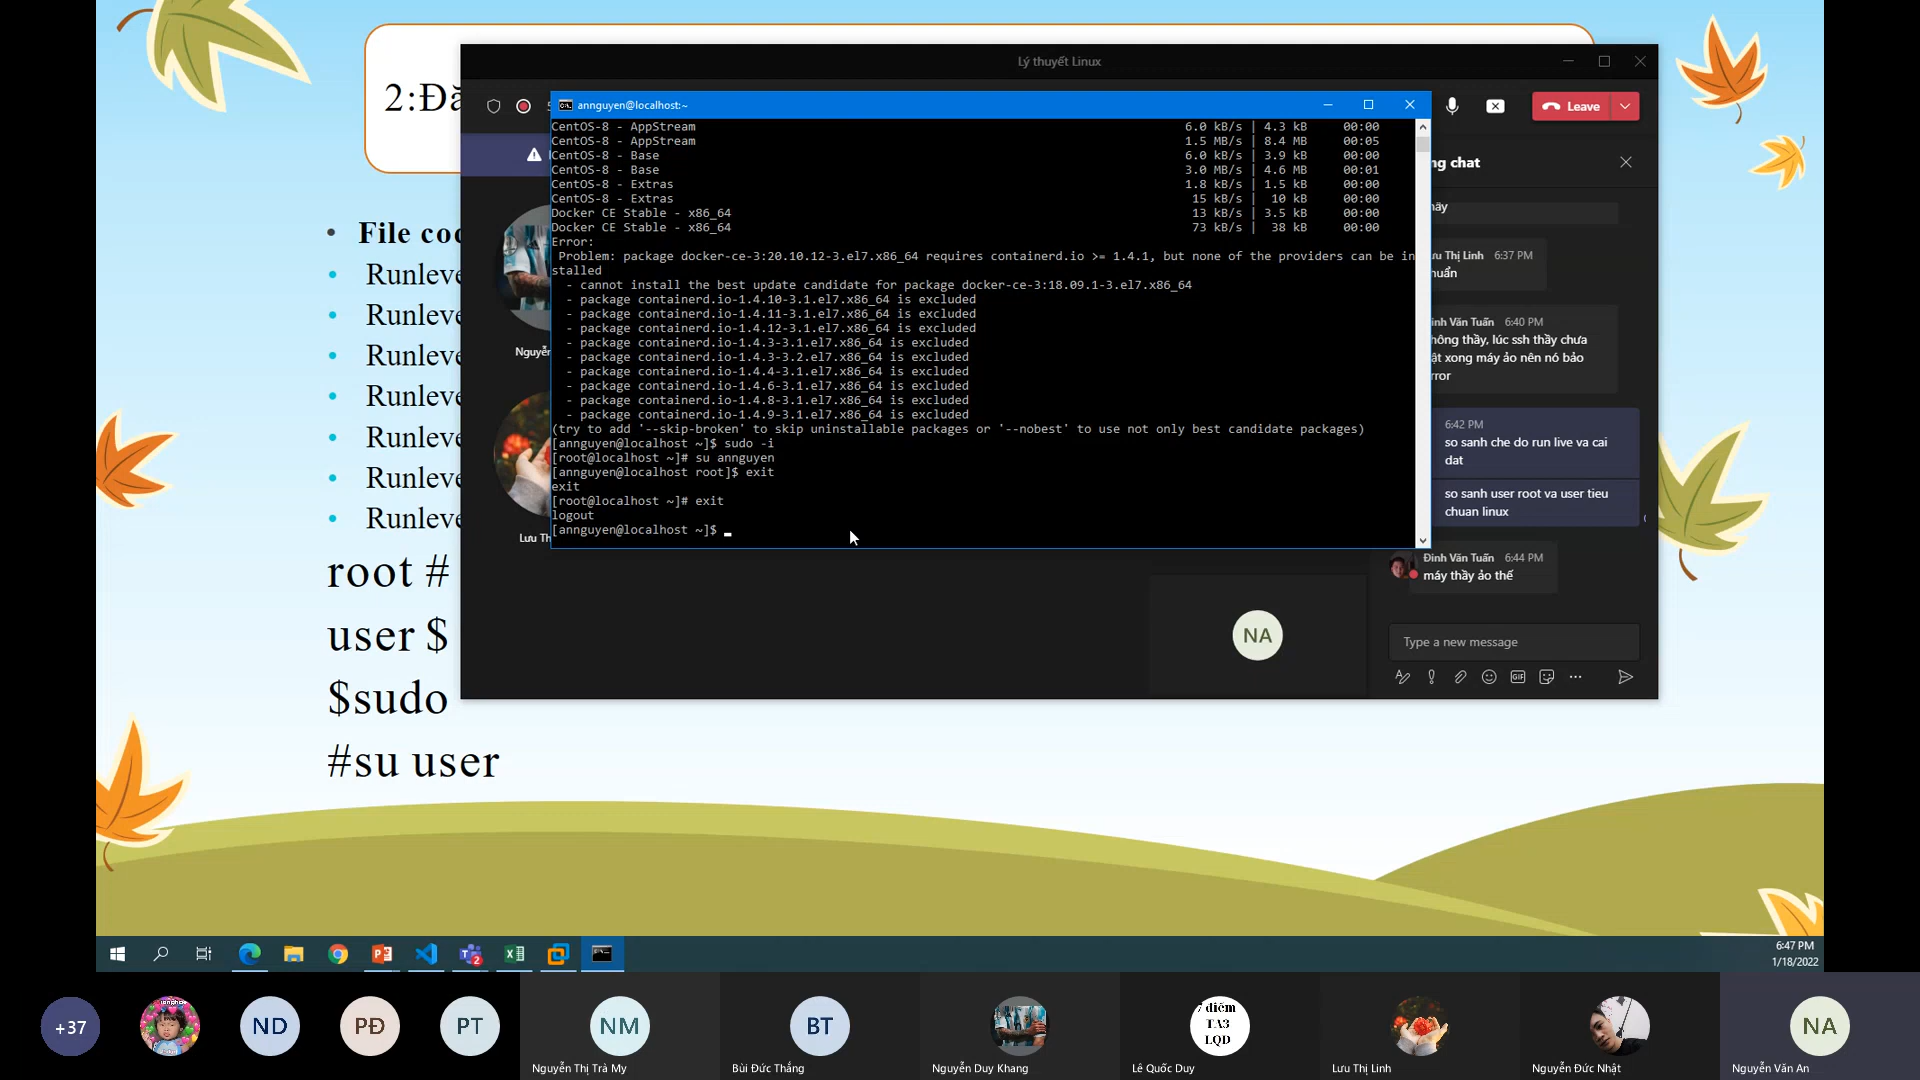 2:Đă
• File coo
• Runleve
• Runleve
• Runleve
• Runleve
• Runleve
• Runleve
• Runleve
root #
user $
$sudo
#su user
Lý thuyết Linux
Leave
ng chat
annguyen@localhost:~
CentOS-8 - AppStream 6.0 kB/s | 4.3 kB 00:00
CentOS-8 - AppStream 1.5 MB/s | 8.4 MB 00:05
CentOS-8 - Base 6.0 kB/s | 3.9 kB 00:00
CentOS-8 - Base 3.0 MB/s | 4.6 MB 00:01
CentOS-8 - Extras 1.8 kB/s | 1.5 kB 00:00
CentOS-8 - Extras 15 kB/s | 10 kB 00:00
Docker CE Stable - x86_64 13 kB/s | 3.5 kB 00:00
Docker CE Stable - x86_64 73 kB/s | 38 kB 00:00
Error:
Problem: package docker-ce-3:20.10.12-3.el7.x86_64 requires containerd.io >= 1.4.1, but none of the providers can be in
stalled
- cannot install the best update candidate for package docker-ce-3:18.09.1-3.el7.x86_64
- package containerd.io-1.4.10-3.1.el7.x86_64 is excluded
- package containerd.io-1.4.11-3.1.el7.x86_64 is excluded
- package containerd.io-1.4.12-3.1.el7.x86_64 is excluded
- package containerd.io-1.4.3-3.1.el7.x86_64 is excluded
- package containerd.io-1.4.3-3.2.el7.x86_64 is excluded
- package containerd.io-1.4.4-3.1.el7.x86_64 is excluded
- package containerd.io-1.4.6-3.1.el7.x86_64 is excluded
- package containerd.io-1.4.8-3.1.el7.x86_64 is excluded
- package containerd.io-1.4.9-3.1.el7.x86_64 is excluded
(try to add '--skip-broken' to skip uninstallable packages or '--nobest' to use not only best candidate packages)
[annguyen@localhost ~]$ sudo -i
[root@localhost ~]# su annguyen
[annguyen@localhost root]$ exit
exit
[root@localhost ~]# exit
logout
[annguyen@localhost ~]$
Nguyễn
Lưu Th
NA
ưu Thị Linh 6:37 PM
huẩn
inh Văn Tuấn 6:40 PM
hông thầy, lúc ssh thầy chưa
ật xong máy ảo nên nó bảo
rror
6:42 PM
so sanh che do run live va cai
dat
so sanh user root va user tieu
chuan linux
Đinh Văn Tuấn 6:44 PM
máy thầy ảo thế
Type a new message
GIF
2
6:47 PM
1/18/2022
+37
ND
PĐ
PT
NM
Nguyễn Thị Trà My
BT
Bùi Đức Thắng
Nguyễn Duy Khang
7 điểm
TA3
LQD
Lê Quốc Duy
Lưu Thị Linh
Nguyễn Đức Nhật
NA
Nguyễn Văn An